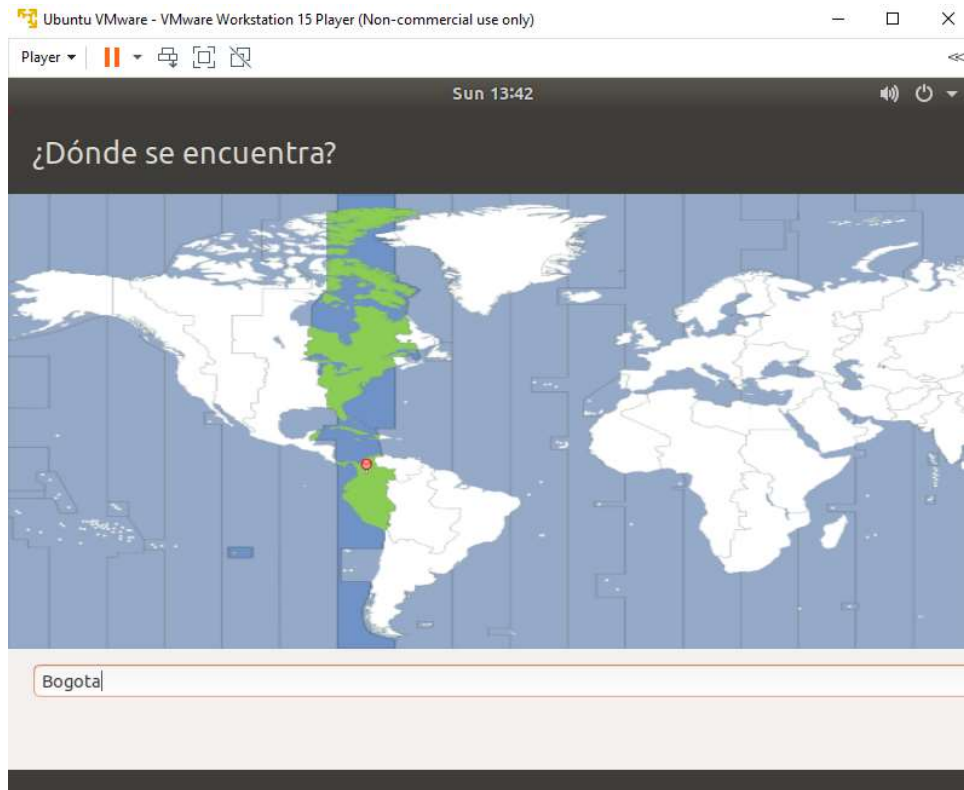 Ubuntu VMware - VMware Workstation 15 Player (Non-commercial use only)
Player
Sun 13:42
¿Dónde se encuentra?
Bogota